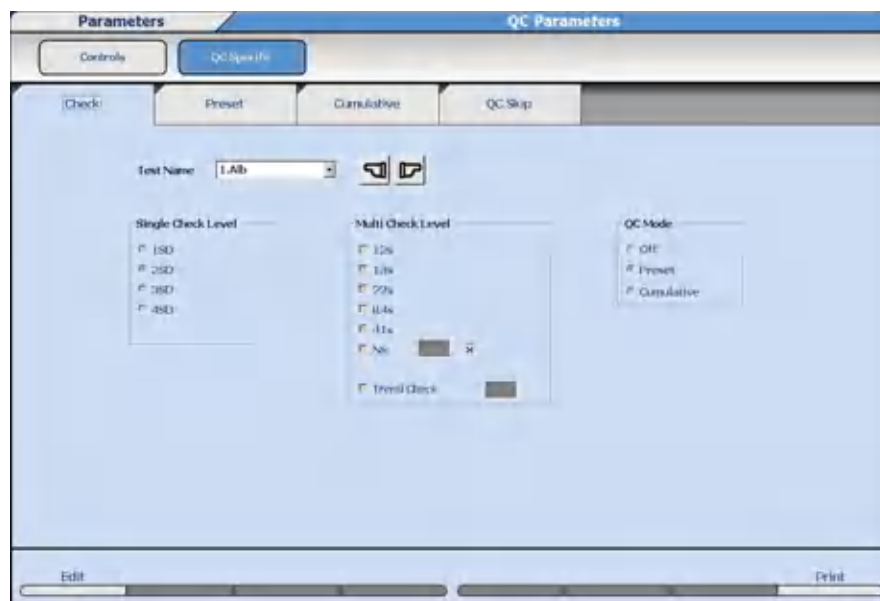 Parameters
QC Parameters
Controls
QC Specific
Check
Preset
Cumulative
QC Skip
Test Name
1.Alb
Single Check Level
1SD
2SD
3SD
4SD
Multi Check Level
12s
13s
22s
R4s
41s
Trend Check
QC Mode
Off
Preset
Cumulative
Edit
Print